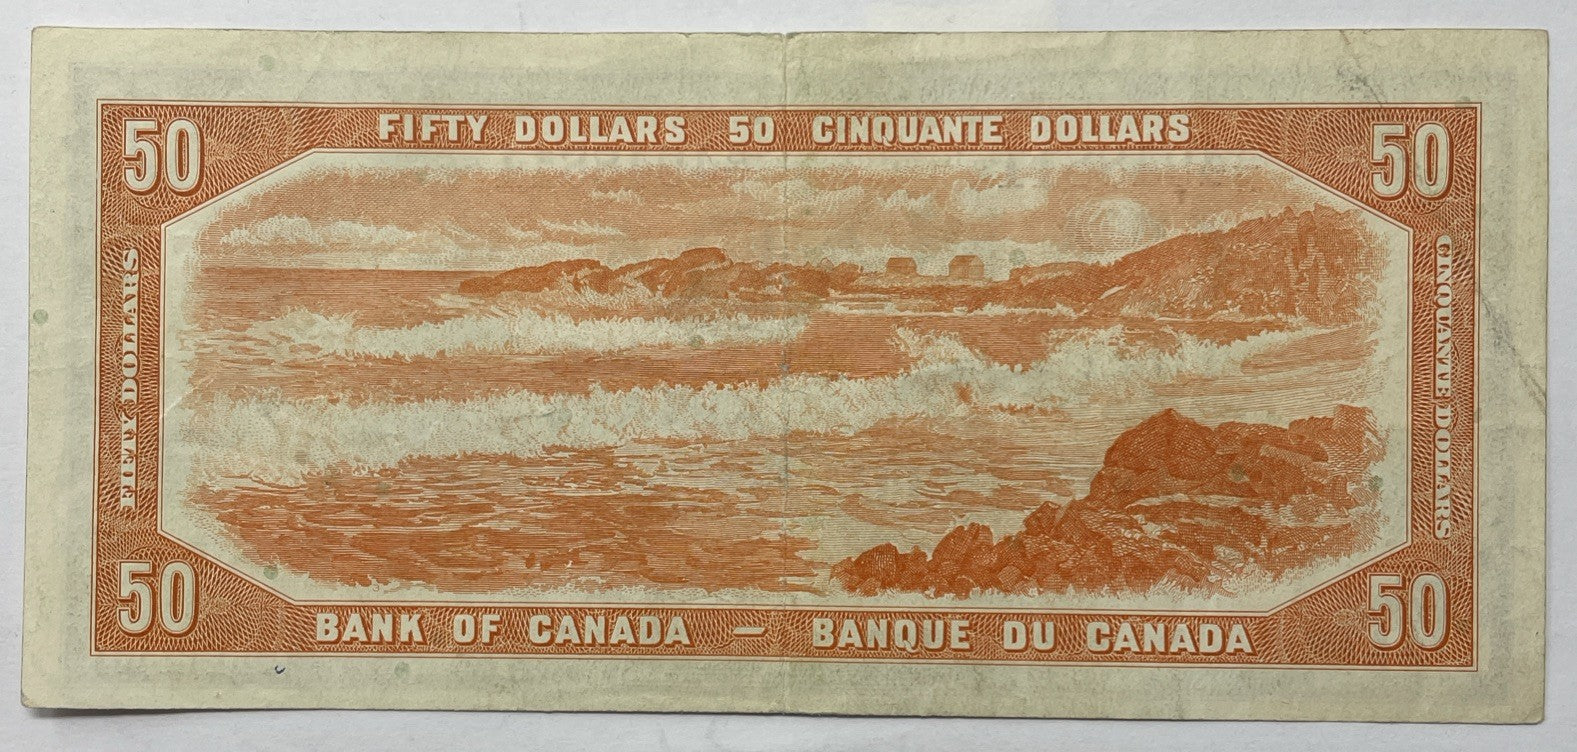 50 FIFTY DOLLARS 50 CINQUANTE DOLLARS 50
FIFTY DOLLARS
CINQUANTE DOLLARS
50 BANK OF CANADA — BANQUE DU CANADA 50